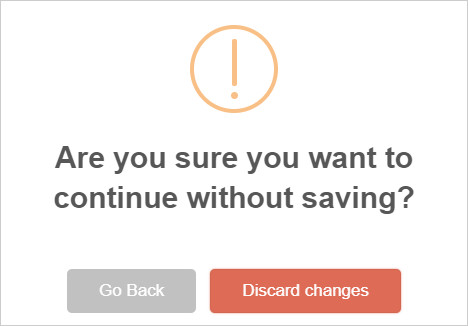 Are you sure you want to
continue without saving?
Go Back
Discard changes